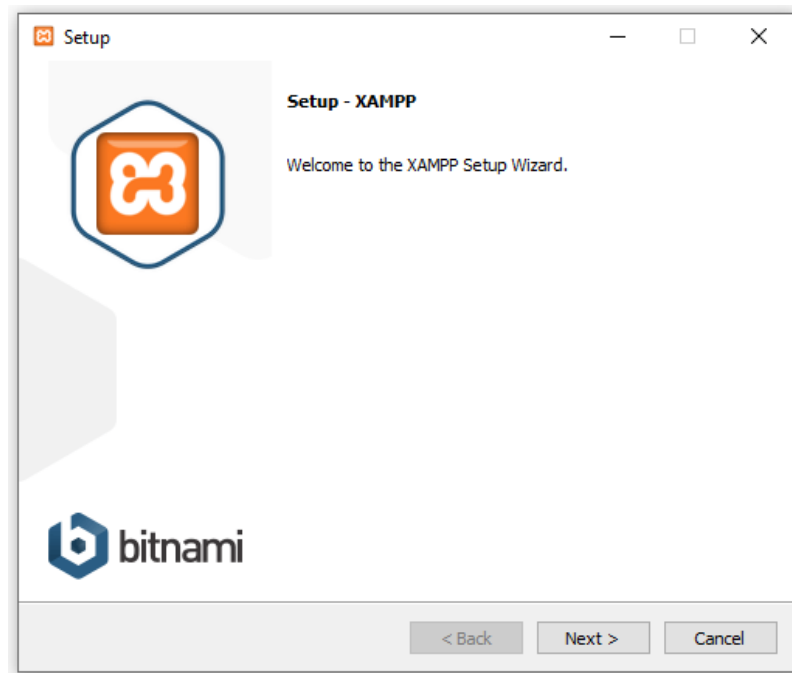 Setup
Setup - XAMPP
Welcome to the XAMPP Setup Wizard.
bitnami
< Back
Next >
Cancel